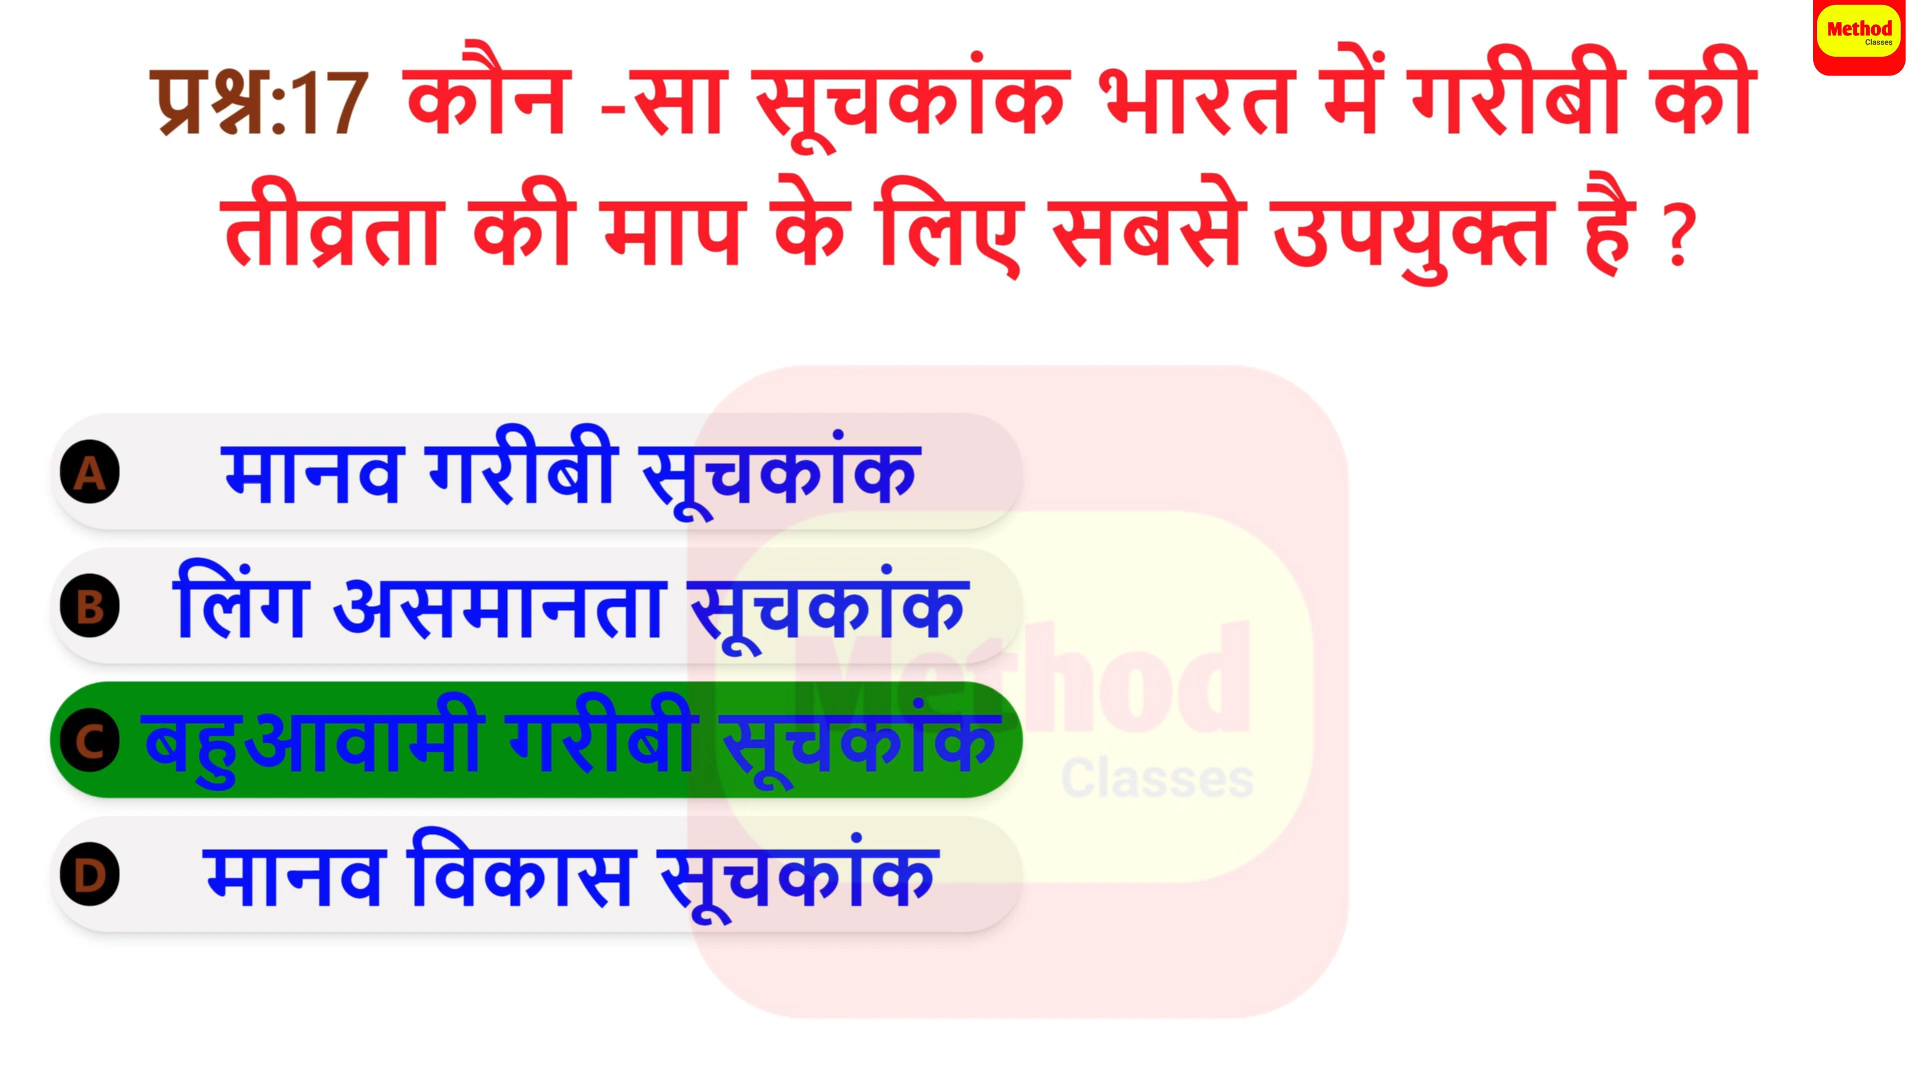 Method
Classes
प्रश्न:17 कौन -सा सूचकांक भारत में गरीबी की
तीव्रता की माप के लिए सबसे उपयुक्त है ?
A मानव गरीबी सूचकांक
B लिंग असमानता सूचकांक
C बहुआवामी गरीबी सूचकांक
D मानव विकास सूचकांक
Method
Classes